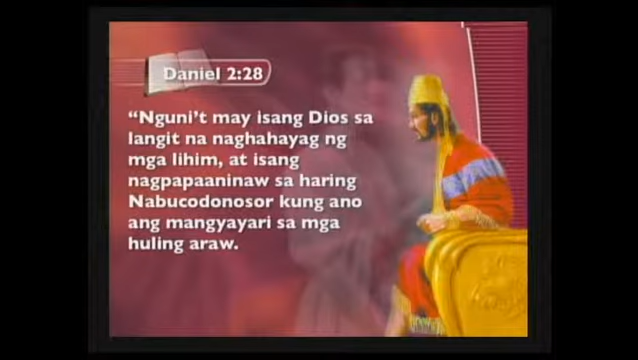 Daniel 2:28
“Nguni’t may isang Dios sa
langit na naghahayag ng
mga lihim, at isang
nagpapaaninaw sa haring
Nabucodonosor kung ano
ang mangyayari sa mga
huling araw.